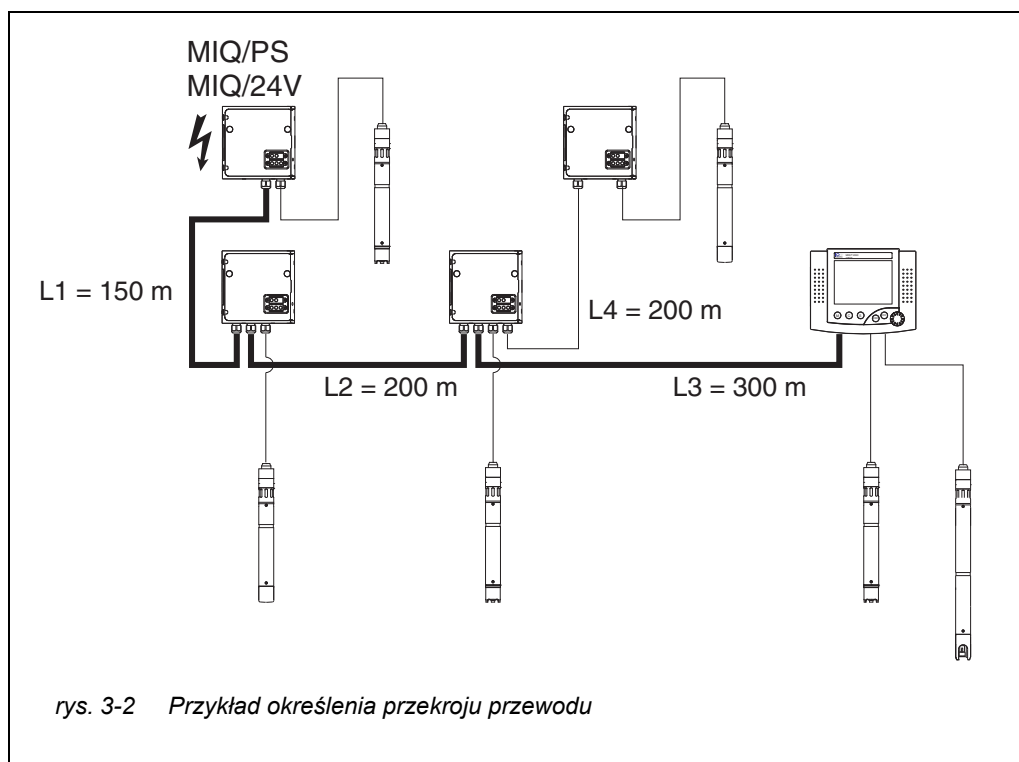 MIQ/PS
MIQ/24V
L1 = 150 m
L4 = 200 m
L2 = 200 m
L3 = 300 m
rys. 3-2 Przykład określenia przekroju przewodu